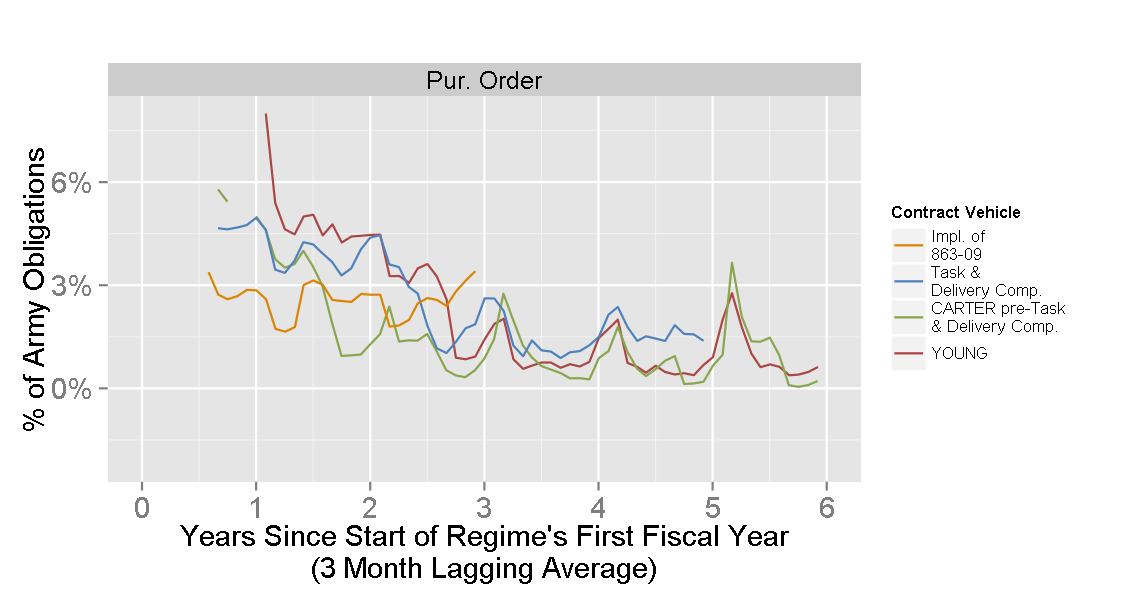 Pur. Order
% of Army Obligations
6%
3%
0%
0 1 2 3 4 5 6
Years Since Start of Regime's First Fiscal Year
(3 Month Lagging Average)
Contract Vehicle
Impl. of
863-09
Task &
Delivery Comp.
CARTER pre-Task
& Delivery Comp.
YOUNG